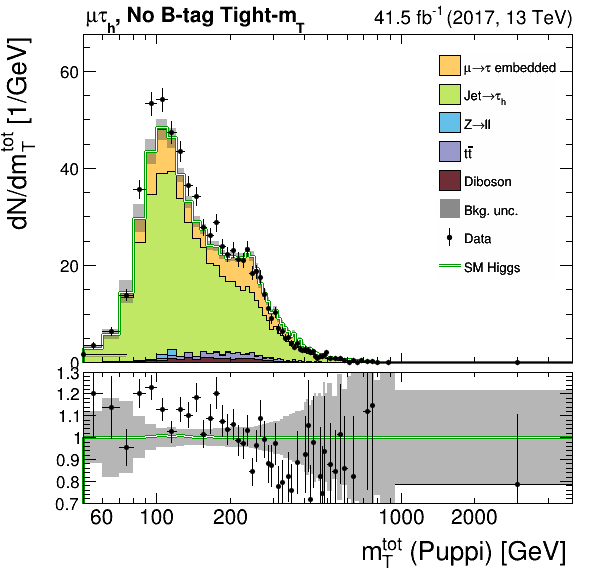 μτh, No B-tag Tight-mT
41.5 fb-1 (2017, 13 TeV)
dN/dmTtot [1/GeV]
60
40
20
0
μ→τ embedded
Jet→τh
Z→ll
tt̄
Diboson
Bkg. unc.
Data
SM Higgs
1.3
1.2
1.1
1
0.9
0.8
0.7
60 100 200 1000 2000
mTtot (Puppi) [GeV]